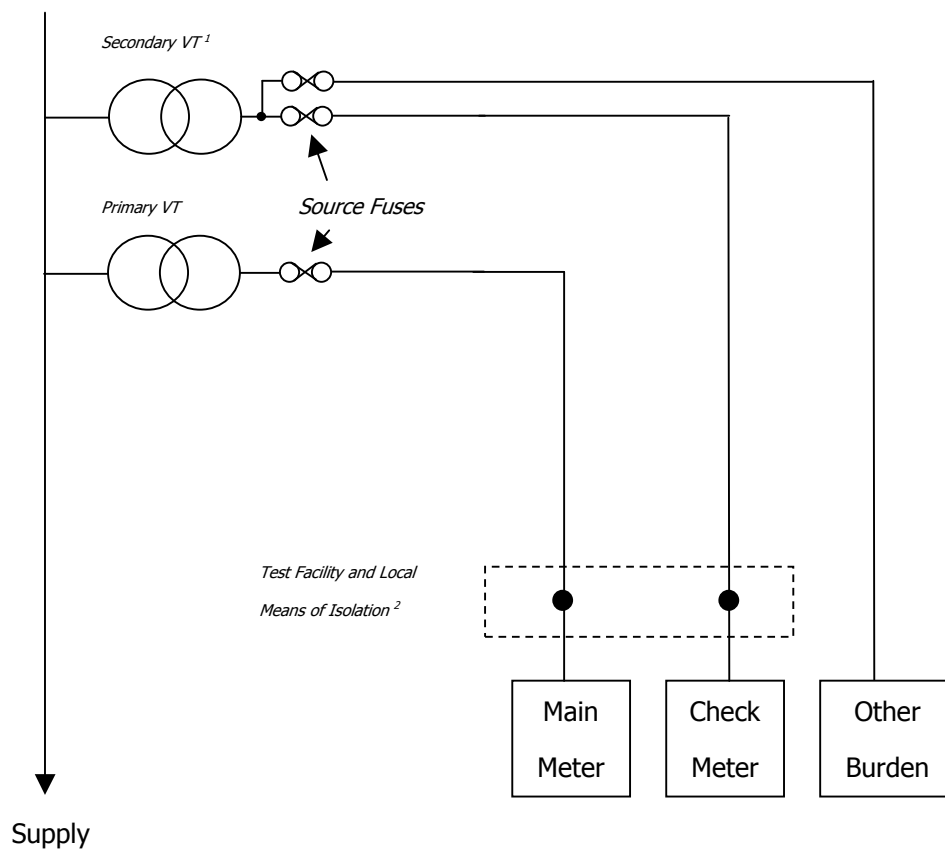 Secondary VT 1
Primary VT
Source Fuses
Test Facility and Local
Means of Isolation 2
Main
Meter
Check
Meter
Other
Burden
Supply